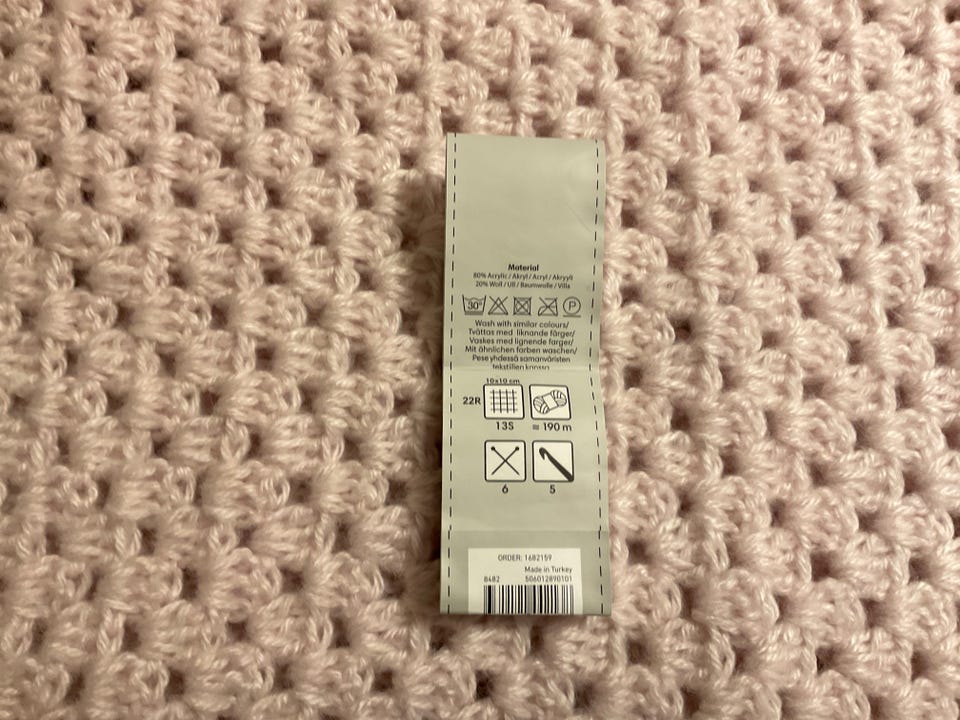 Material
80% Acrylic / Akryl / Acryl / Akryyli
20% Woll / Ull / Baumwolle / Villa
30°
P
Wash with similar colours/
Tvättas med liknande färger/
Vaskes med lignende farger/
Mit ähnlichen farben waschen/
Pese yhdessä samanväristen
tekstiilien kanssa
10x10 cm
22R
13S = 190 m
6 5
ORDER: 1682159
Made in Turkey
8482 506012890101